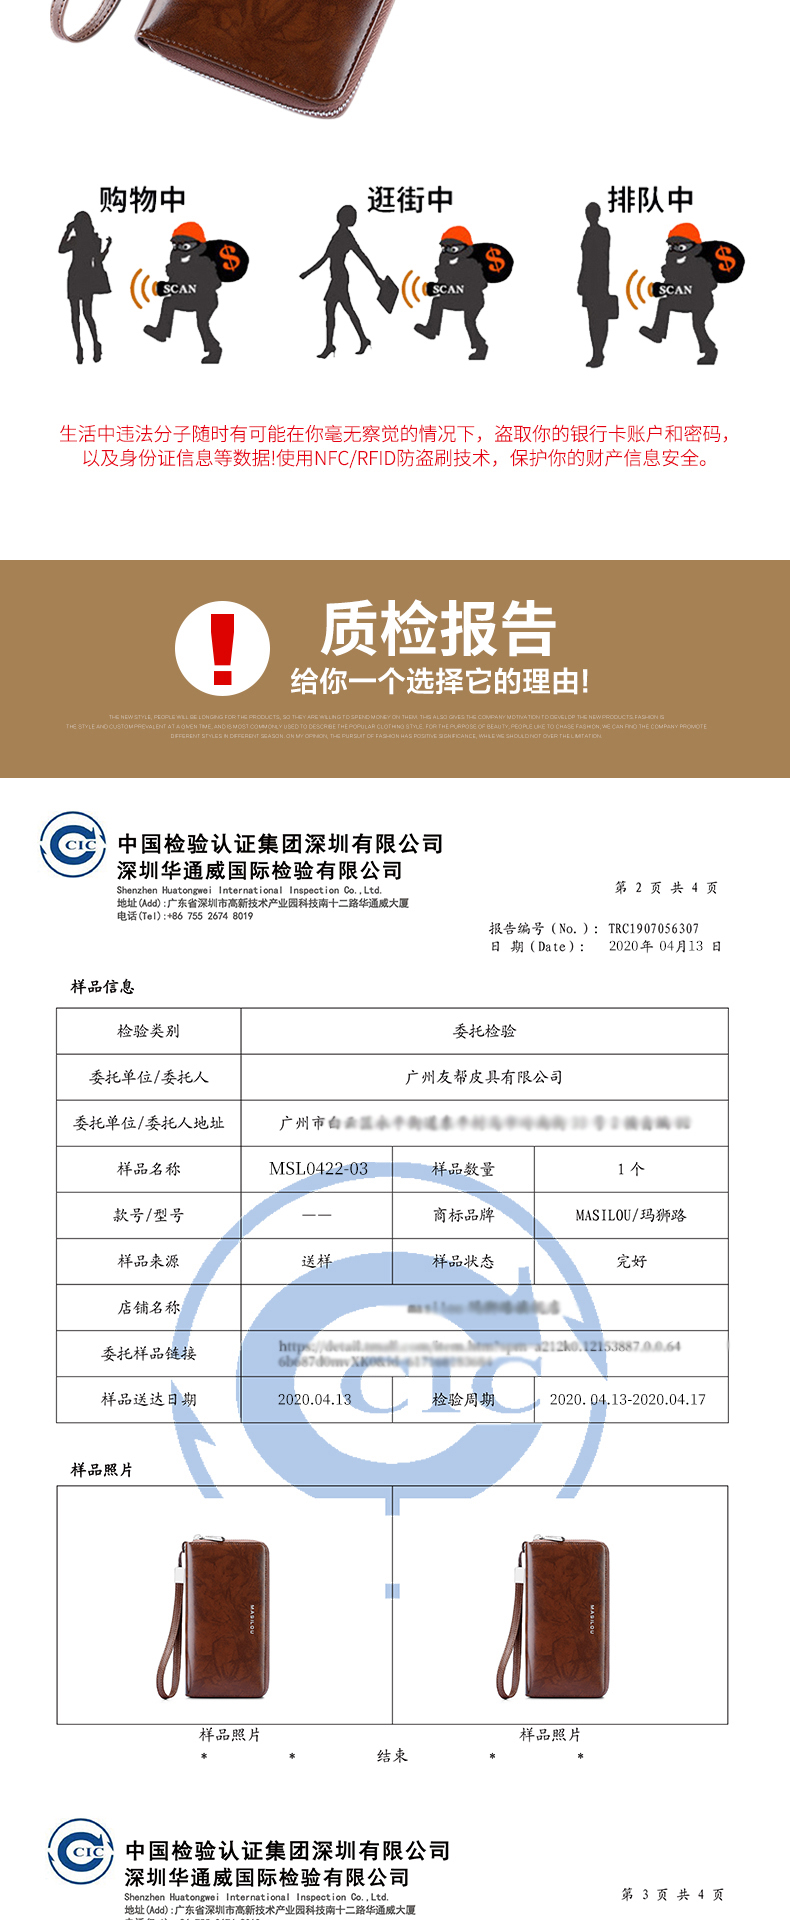 购物中
逛街中
排队中
SCAN
SCAN
SCAN
生活中违法分子随时有可能在你毫无察觉的情况下，盗取你的银行卡账户和密码，
以及身份证信息等数据!使用NFC/RFID防盗刷技术，保护你的财产信息安全。
质检报告
给你一个选择它的理由!
THE NEW STYLE, PEOPLE WILL BE LONGING FOR THE PRODUCTS, SO THEY ARE WILLING TO SPEND MONEY ON THEM. THIS ALSO GIVES THE COMPANY MOTIVATION TO DEVELOP THE NEW PRODUCTS. FASHION IS
THE STYLE AND CUSTOM PREVALENT AT A GIVEN TIME, AND IS MOST COMMONLY USED TO DESCRIBE THE POPULAR CLOTHING STYLE. FOR THE PURPOSE OF BEAUTY, PEOPLE LIKE TO CHASE FASHION, WE CAN FIND THE COMPANY PROMOTE
DIFFERENT STYLES IN DIFFERENT SEASON. ON MY OPINION, THE PURSUIT OF FASHION HAS POSITIVE SIGNIFICANCE, WHILE WE SHOULD NOT OVER THE LIMITATION.
CIC
中国检验认证集团深圳有限公司
深圳华通威国际检验有限公司
Shenzhen Huatongwei International Inspection Co.,Ltd.
地址(Add):广东省深圳市高新技术产业园科技南十二路华通威大厦
电话(Tel):+86 755 2674 8019
第 2 页 共 4 页
报告编号(No.): TRC1907056307
日 期(Date): 2020年 04月13 日
样品信息
检验类别 委托检验
委托单位/委托人 广州友帮皮具有限公司
委托单位/委托人地址 广州市
样品名称 MSL0422-03 样品数量 1个
款号/型号 —— 商标品牌 MASILOU/玛狮路
样品来源 送样 样品状态 完好
店铺名称
委托样品链接
样品送达日期 2020.04.13 检验周期 2020.04.13-2020.04.17
CIC
样品照片
MASILOU
MASILOU
样品照片 样品照片
* * 结束 * *
CIC
中国检验认证集团深圳有限公司
深圳华通威国际检验有限公司
Shenzhen Huatongwei International Inspection Co.,Ltd.
地址(Add):广东省深圳市高新技术产业园科技南十二路华通威大厦
第 3 页 共 4 页